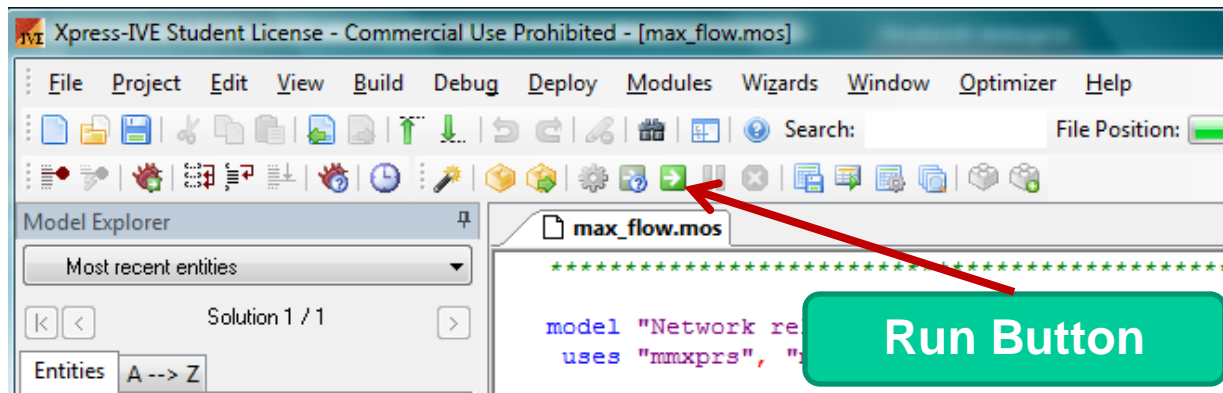 IVE Xpress-IVE Student License - Commercial Use Prohibited - [max_flow.mos]
File Project Edit View Build Debug Deploy Modules Wizards Window Optimizer Help
Search: File Position:
Model Explorer
max_flow.mos
Most recent entities
*********************************************
Solution 1 / 1
model "Network
uses "mmxprs", "
Run Button
Entities A --> Z